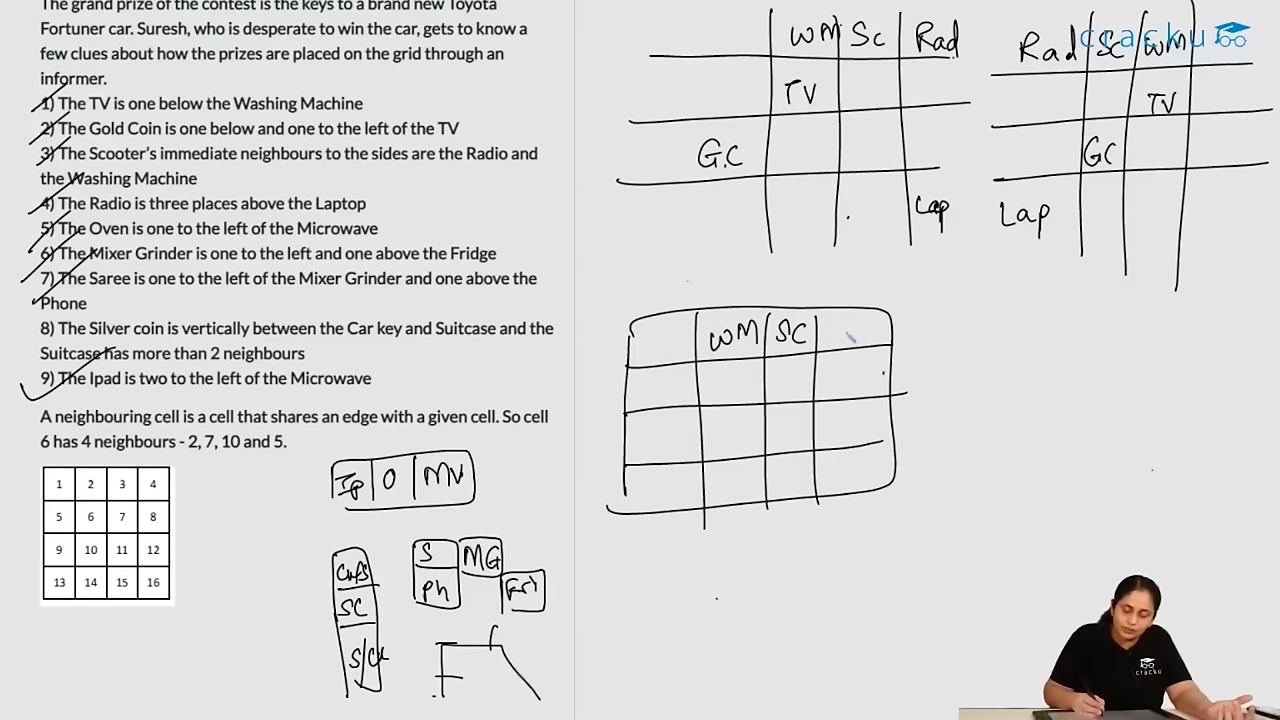 The grand prize of the contest is the keys to a brand new Toyota
Fortuner car. Suresh, who is desperate to win the car, gets to know a
few clues about how the prizes are placed on the grid through an
informer.
1) The TV is one below the Washing Machine
2) The Gold Coin is one below and one to the left of the TV
3) The Scooter's immediate neighbours to the sides are the Radio and
the Washing Machine
4) The Radio is three places above the Laptop
5) The Oven is one to the left of the Microwave
6) The Mixer Grinder is one to the left and one above the Fridge
7) The Saree is one to the left of the Mixer Grinder and one above the
Phone
8) The Silver coin is vertically between the Car key and Suitcase and the
Suitcase has more than 2 neighbours
9) The Ipad is two to the left of the Microwave
A neighbouring cell is a cell that shares an edge with a given cell. So cell
6 has 4 neighbours - 2, 7, 10 and 5.
1 2 3 4
5 6 7 8
9 10 11 12
13 14 15 16
Ip O MV
SC
S MG
Ph Fri
WM Sc Rad
TV
G.C
Lap
Rad Sc WM
TV
GC
Lap
WM SC
cracku
cracku